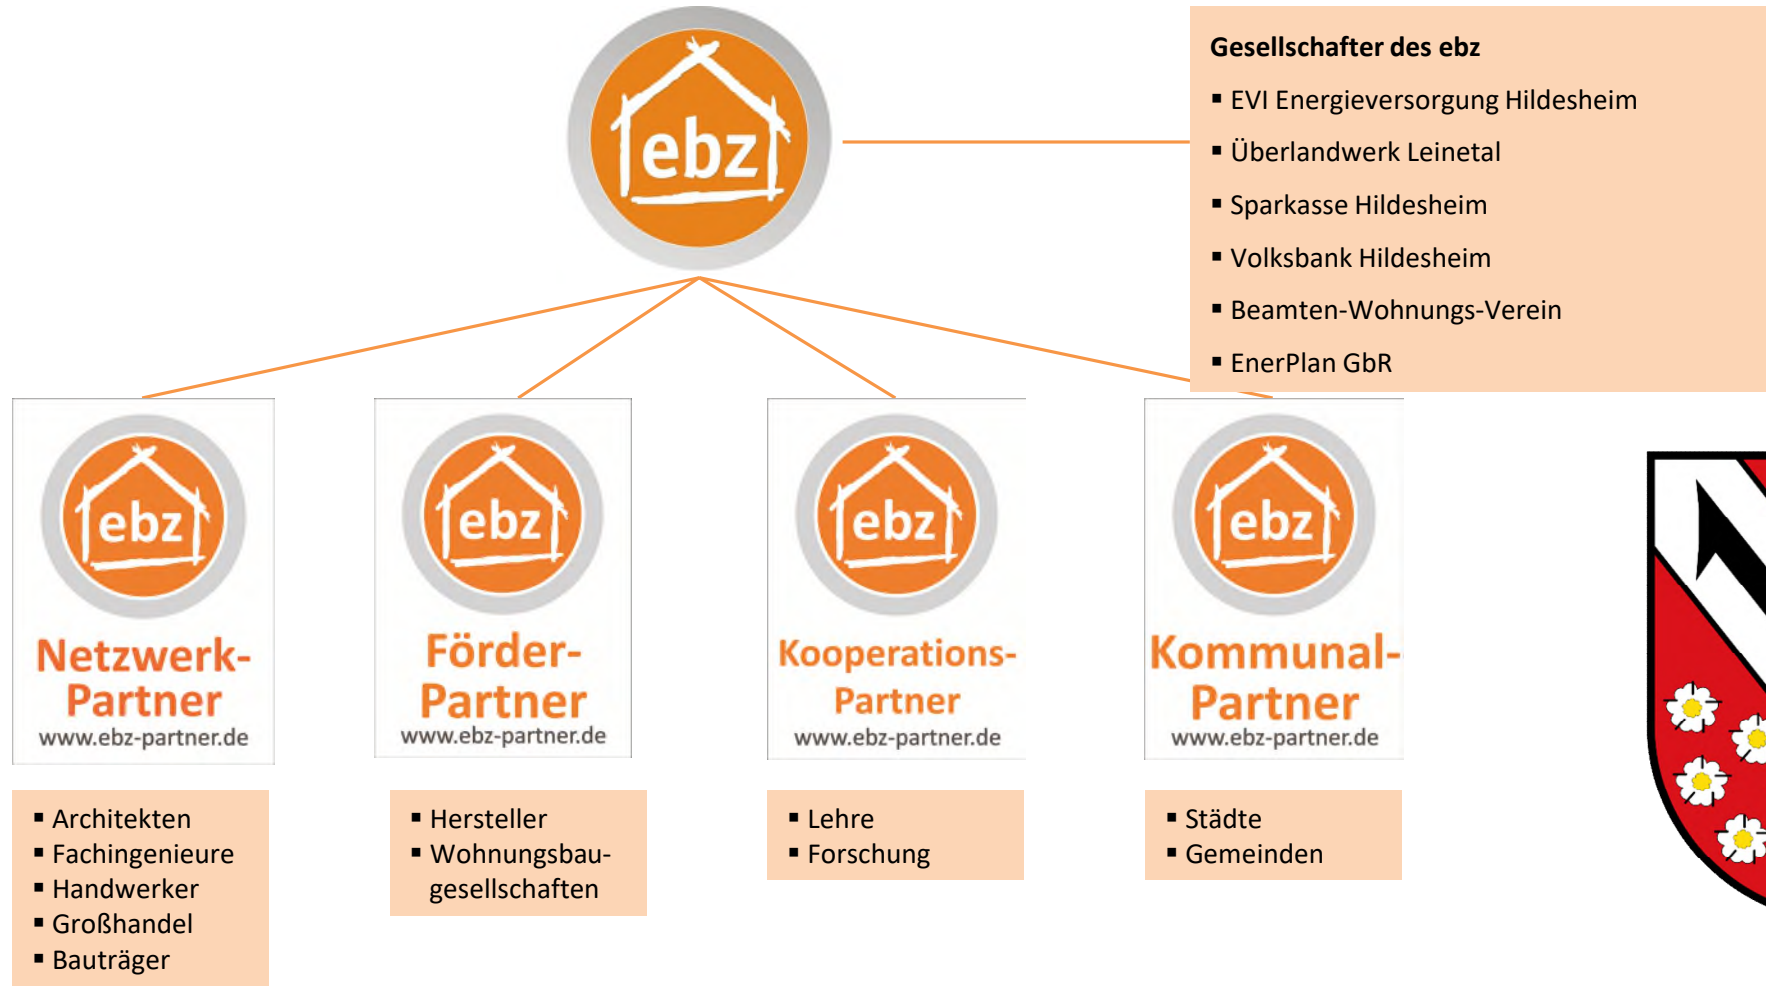 ebz
Gesellschafter des ebz
▪ EVI Energieversorgung Hildesheim
▪ Überlandwerk Leinetal
▪ Sparkasse Hildesheim
▪ Volksbank Hildesheim
▪ Beamten-Wohnungs-Verein
▪ EnerPlan GbR
ebz
Netzwerk-
Partner
www.ebz-partner.de
▪ Architekten
▪ Fachingenieure
▪ Handwerker
▪ Großhandel
▪ Bauträger
ebz
Förder-
Partner
www.ebz-partner.de
▪ Hersteller
▪ Wohnungsbau-
gesellschaften
ebz
Kooperations-
Partner
www.ebz-partner.de
▪ Lehre
▪ Forschung
ebz
Kommunal-
Partner
www.ebz-partner.de
▪ Städte
▪ Gemeinden